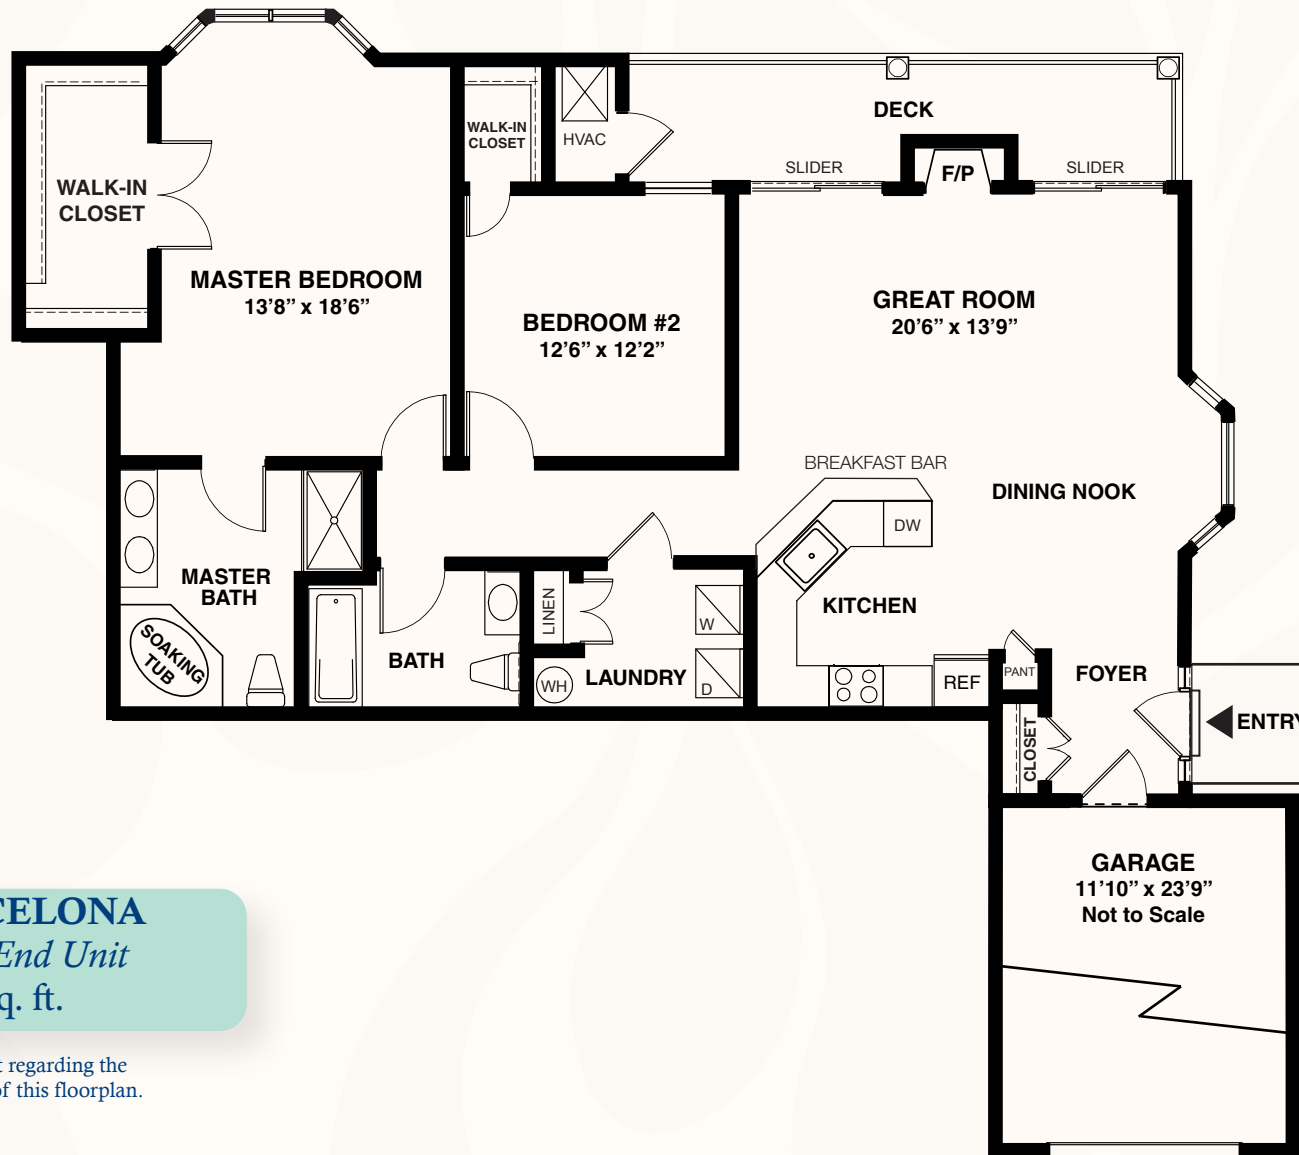 DECK
WALK-IN
CLOSET
HVAC
SLIDER
F/P
SLIDER
WALK-IN
CLOSET
MASTER BEDROOM
13’8” x 18’6”
BEDROOM #2
12’6” x 12’2”
GREAT ROOM
20’6” x 13’9”
BREAKFAST BAR
DINING NOOK
DW
MASTER
BATH
SOAKING
TUB
BATH
LINEN
WH
LAUNDRY
W
D
KITCHEN
REF
PANT
FOYER
CLOSET
ENTRY
GARAGE
11’10” x 23’9”
Not to Scale
CELONA
End Unit
q. ft.
t regarding the
of this floorplan.